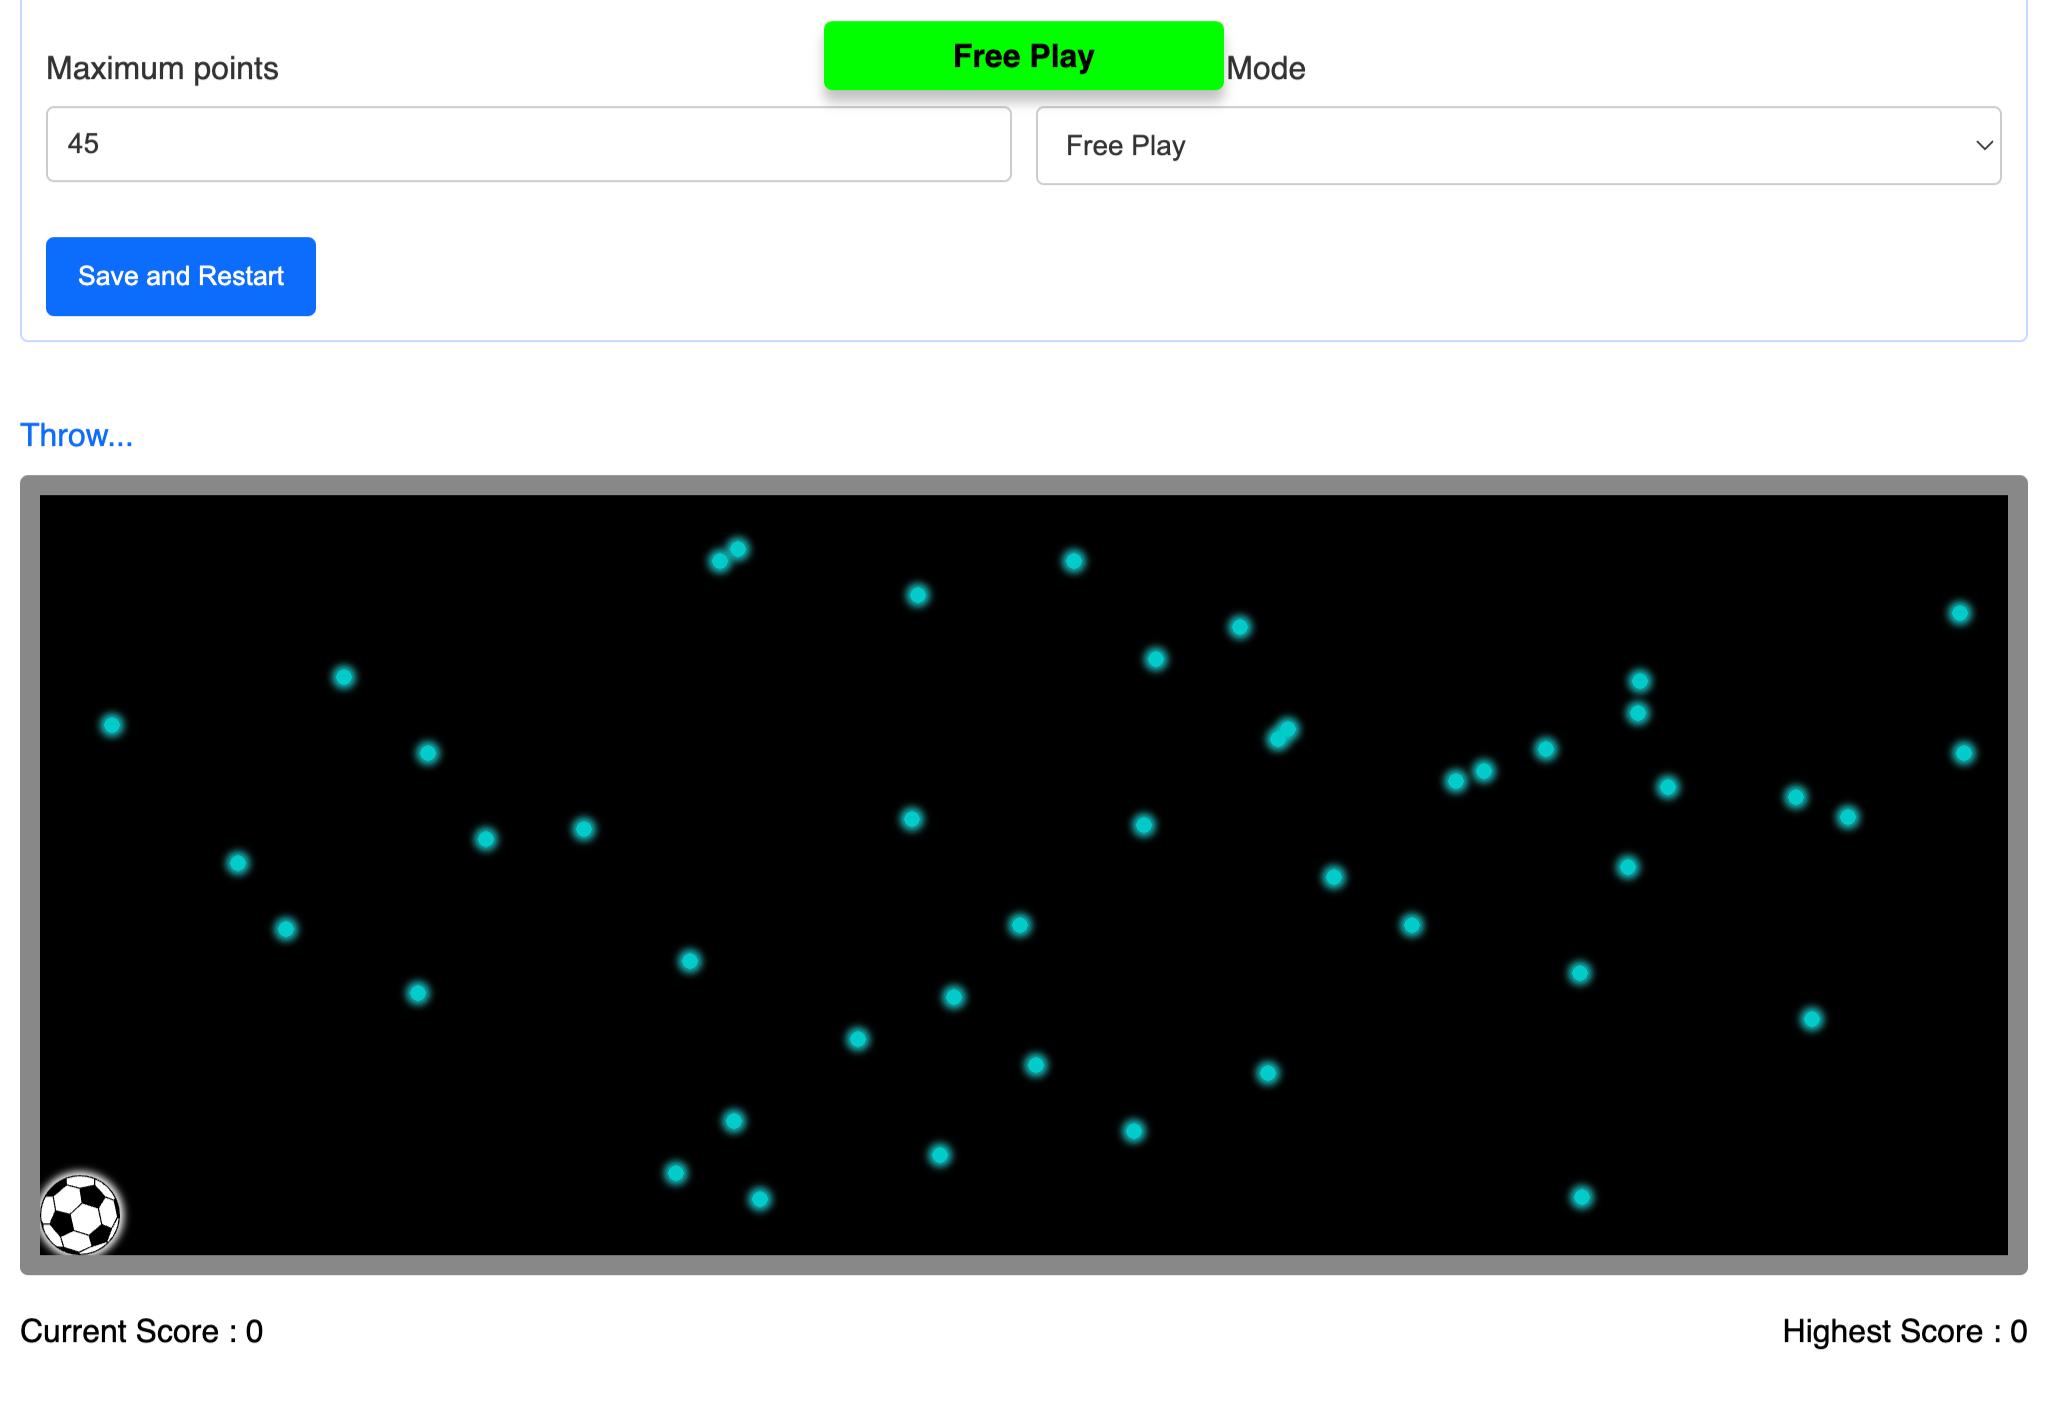 Free Play
Maximum points
Mode
45
Free Play
Save and Restart
Throw...
Current Score : 0
Highest Score : 0